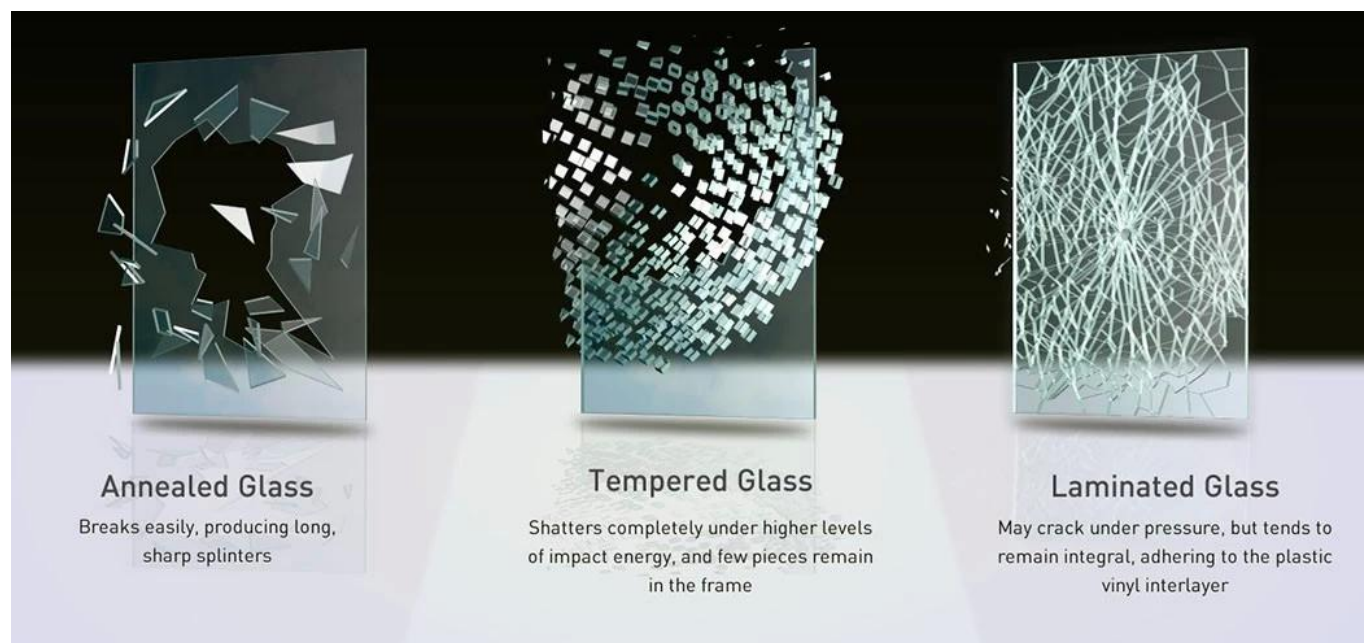 Annealed Glass
Breaks easily, producing long,
sharp splinters
Tempered Glass
Shatters completely under higher levels
of impact energy, and few pieces remain
in the frame
Laminated Glass
May crack under pressure, but tends to
remain integral, adhering to the plastic
vinyl interlayer